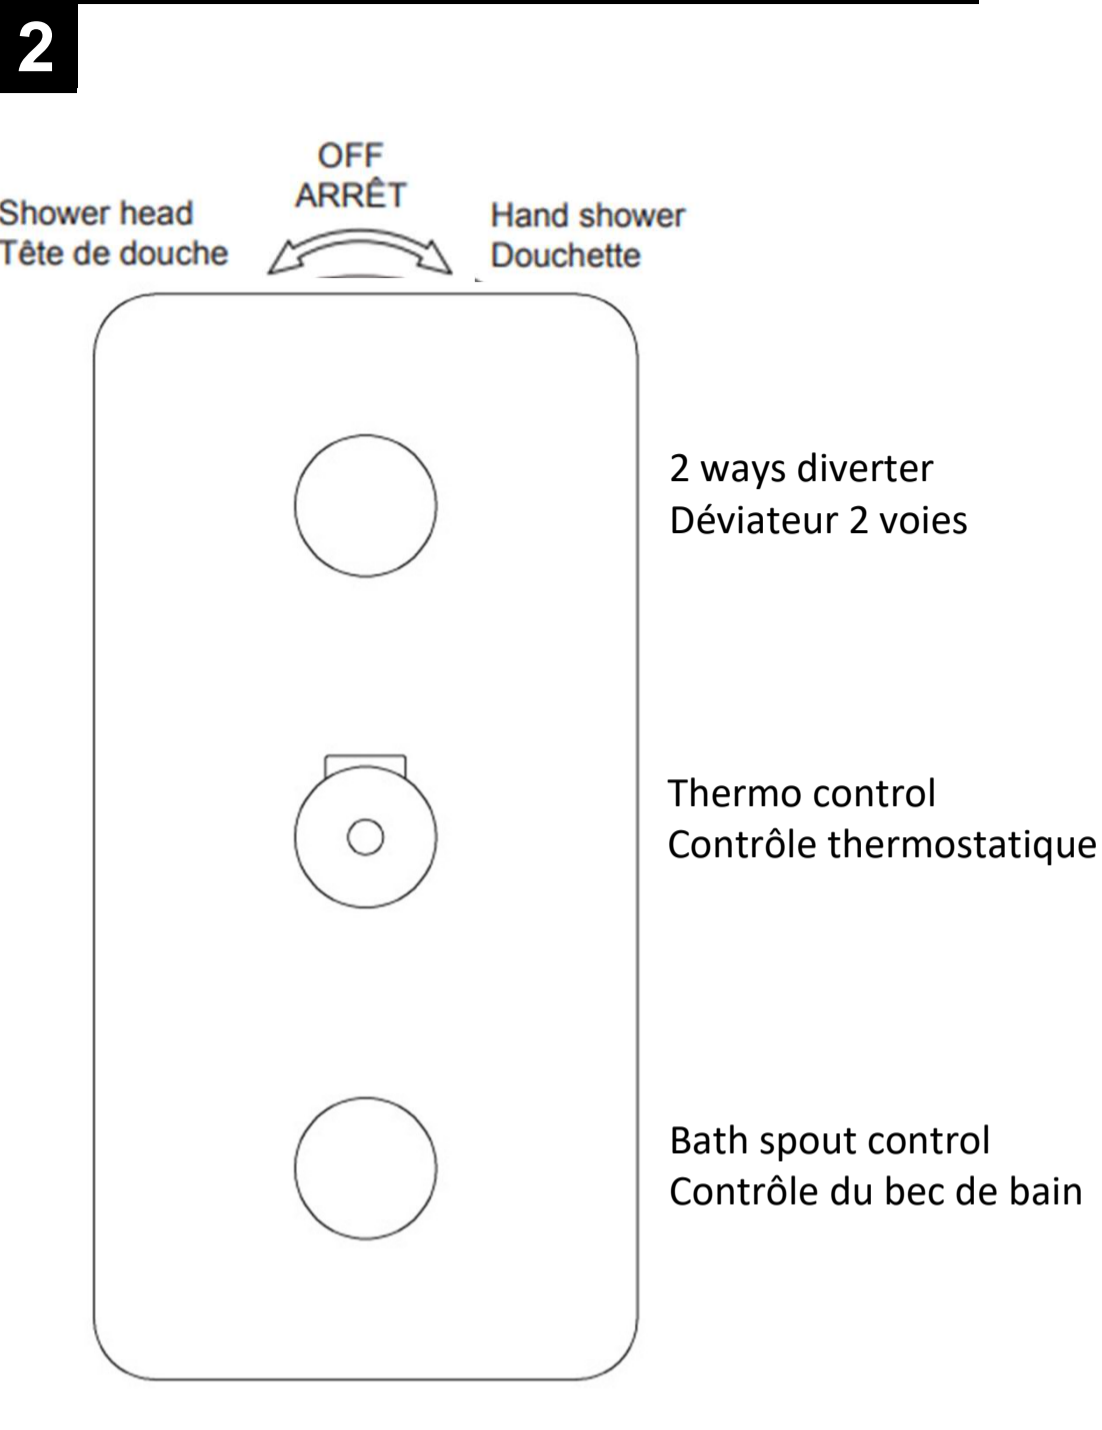 2
OFF
ARRÊT
Shower head
Tête de douche
Hand shower
Douchette
2 ways diverter
Déviateur 2 voies
Thermo control
Contrôle thermostatique
Bath spout control
Contrôle du bec de bain